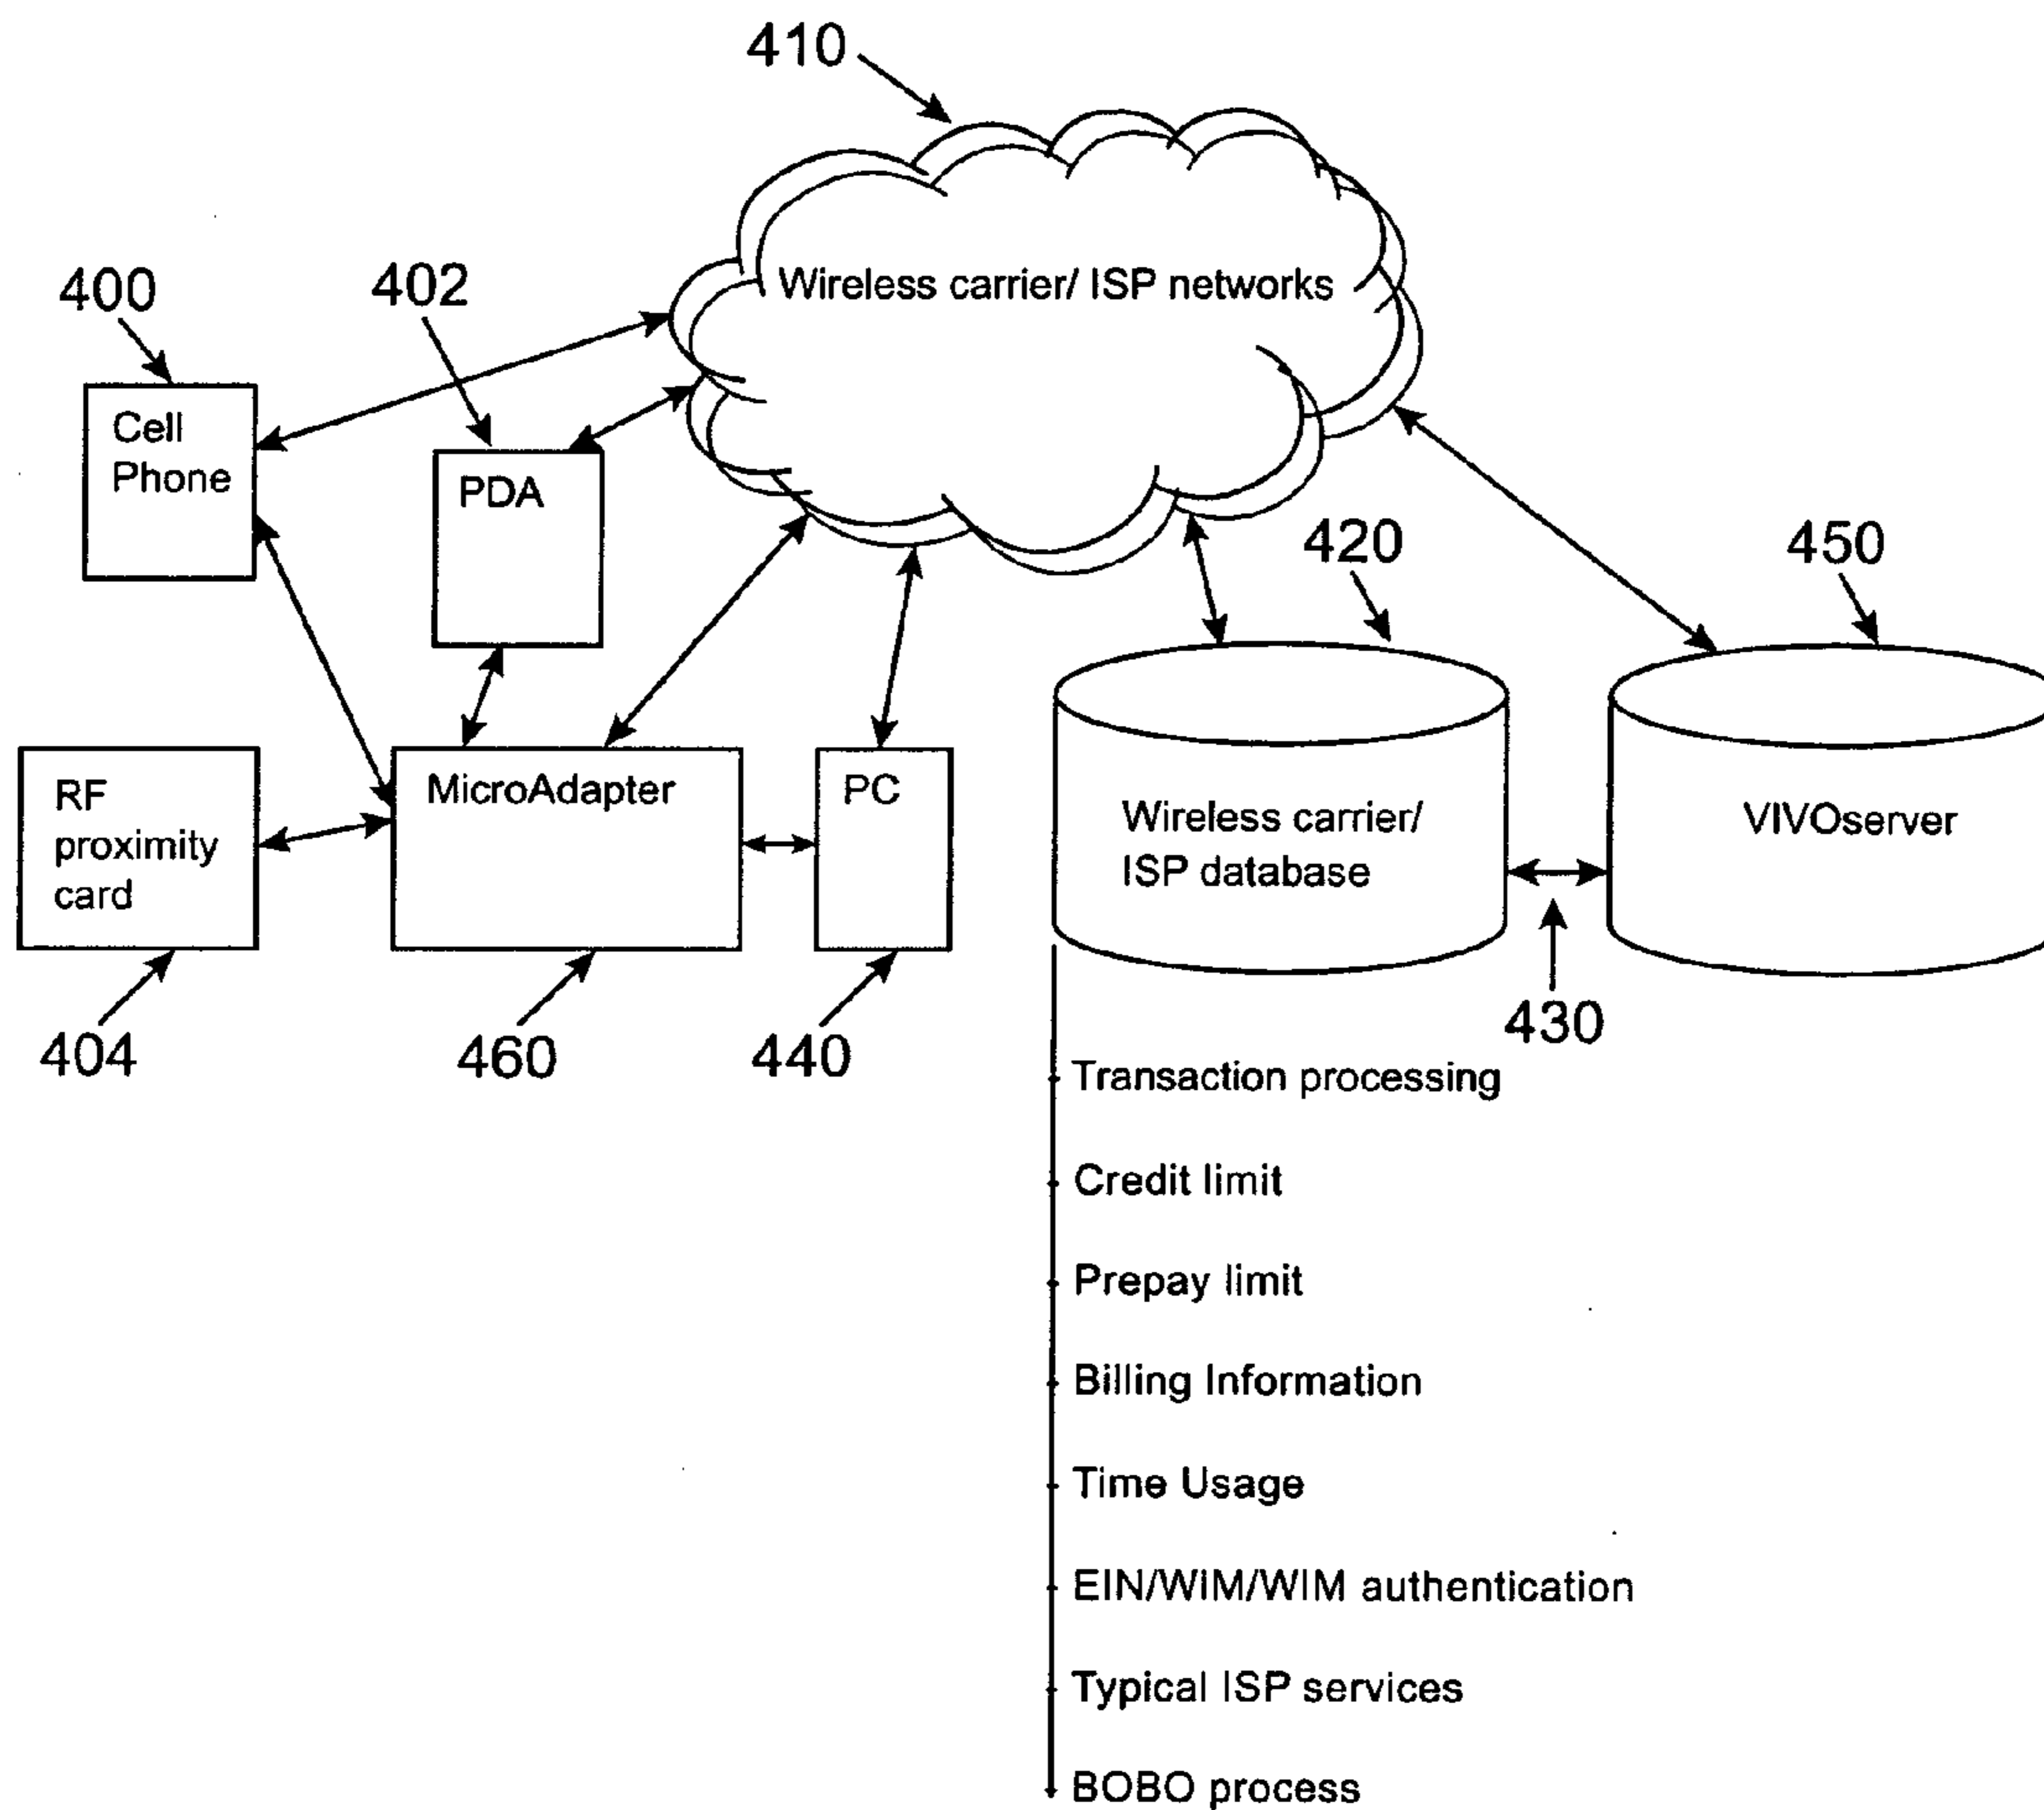 410
Wireless carrier/ ISP networks
400
402
Cell
Phone
PDA
420
450
RF
proximity
card
MicroAdapter
PC
Wireless carrier/
ISP database
VIVOserver
404
460
440
430
Transaction processing
Credit limit
Prepay limit
Billing Information
Time Usage
EIN/WiM/WIM authentication
Typical ISP services
BOBO process